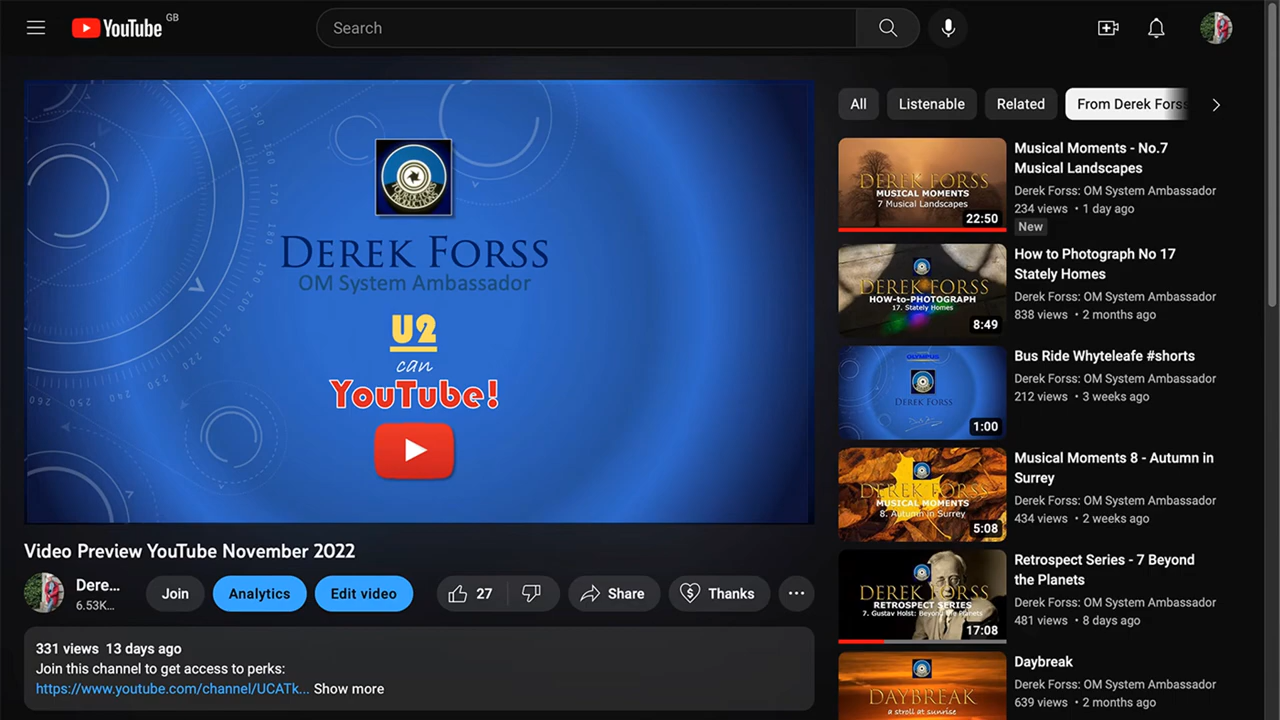 YouTube GB
Search
DEREK FORSS
OM System Ambassador
U2
can
YouTube!
Video Preview YouTube November 2022
Dere...
6.53K...
Join
Analytics
Edit video
27
Share
Thanks
331 views 13 days ago
Join this channel to get access to perks:
https://www.youtube.com/channel/UCATk... Show more
All
Listenable
Related
From Derek Forss
DEREK FORSS
MUSICAL MOMENTS
7 Musical Landscapes
22:50
Musical Moments - No.7
Musical Landscapes
Derek Forss: OM System Ambassador
234 views • 1 day ago
New
DEREK FORSS
HOW-to-PHOTOGRAPH
17. Stately Homes
8:49
How to Photograph No 17
Stately Homes
Derek Forss: OM System Ambassador
838 views • 2 months ago
OLYMPUS
DEREK FORSS
1:00
Bus Ride Whyteleafe #shorts
Derek Forss: OM System Ambassador
212 views • 3 weeks ago
DEREK FORSS
MUSICAL MOMENTS
8. Autumn in Surrey
5:08
Musical Moments 8 - Autumn in
Surrey
Derek Forss: OM System Ambassador
434 views • 2 weeks ago
DEREK FORSS
RETROSPECT SERIES
7. Gustav Holst: Beyond the Planets
17:08
Retrospect Series - 7 Beyond
the Planets
Derek Forss: OM System Ambassador
481 views • 8 days ago
DAYBREAK
a stroll at sunrise
Daybreak
Derek Forss: OM System Ambassador
639 views • 2 months ago